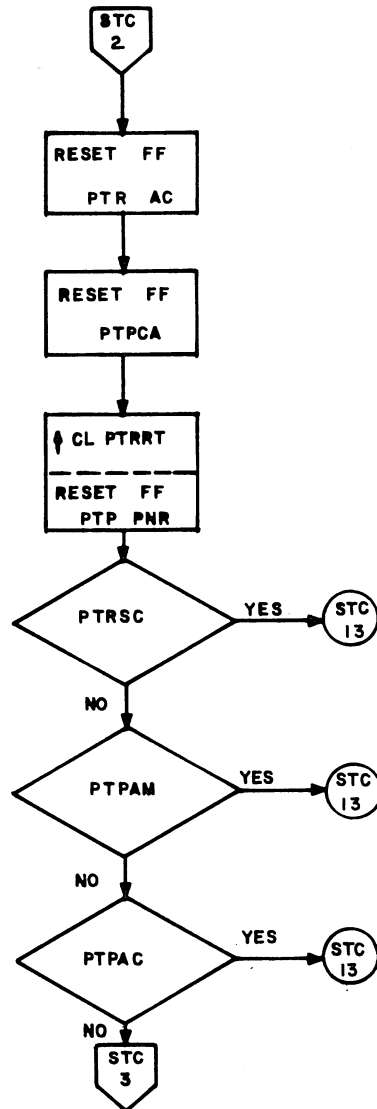 STC
2
RESET FF
PTR AC
RESET FF
PTPCA
CL PTRRT
RESET FF
PTP PNR
PTRSC
YES
STC
13
NO
PTPAM
YES
STC
13
NO
PTPAC
YES
STC
13
NO
STC
3